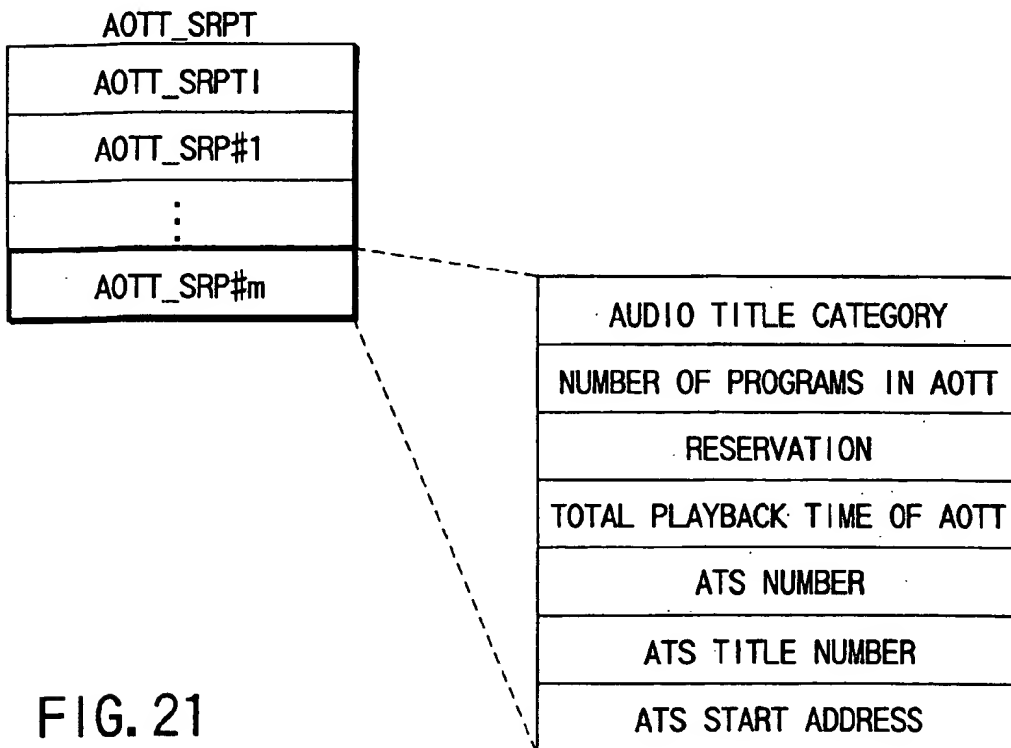 AOTT_SRPT
AOTT_SRPTI
AOTT_SRP#1
⋮
AOTT_SRP#m
AUDIO TITLE CATEGORY
NUMBER OF PROGRAMS IN AOTT
RESERVATION
TOTAL PLAYBACK TIME OF AOTT
ATS NUMBER
ATS TITLE NUMBER
ATS START ADDRESS
FIG. 21